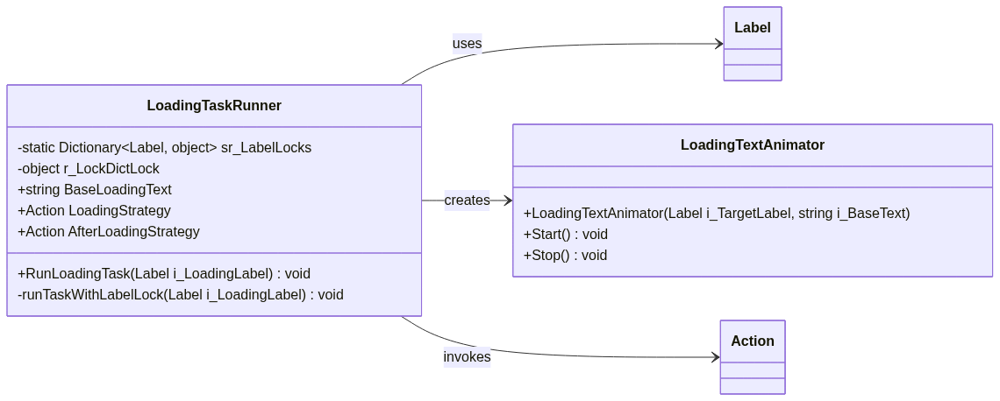 LoadingTaskRunner
-static Dictionary<Label, object> sr_LabelLocks
-object r_LockDictLock
+string BaseLoadingText
+Action LoadingStrategy
+Action AfterLoadingStrategy
+RunLoadingTask(Label i_LoadingLabel) : void
-runTaskWithLabelLock(Label i_LoadingLabel) : void
uses
creates
invokes
Label
LoadingTextAnimator
+LoadingTextAnimator(Label i_TargetLabel, string i_BaseText)
+Start() : void
+Stop() : void
Action